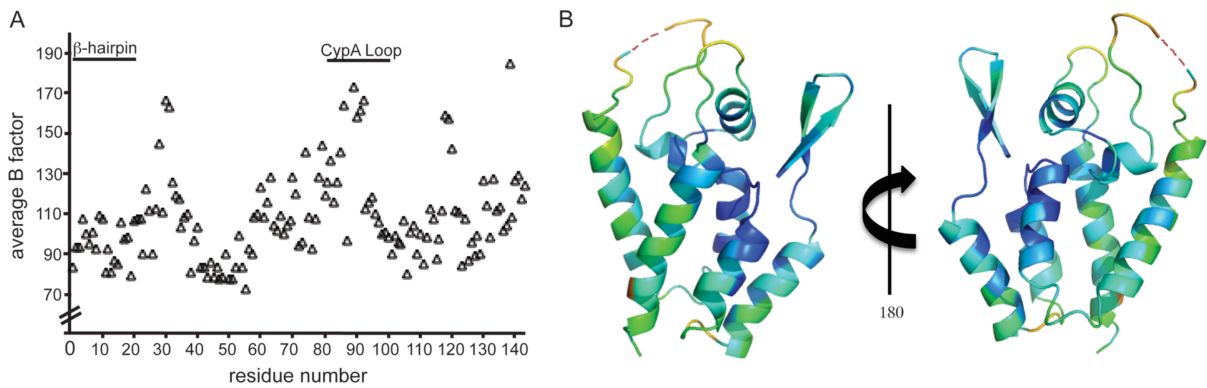 A
B
β-hairpin
CypA Loop
190
170
150
130
110
90
70
average B factor
0 10 20 30 40 50 60 70 80 90 100 110 120 130 140
residue number
180